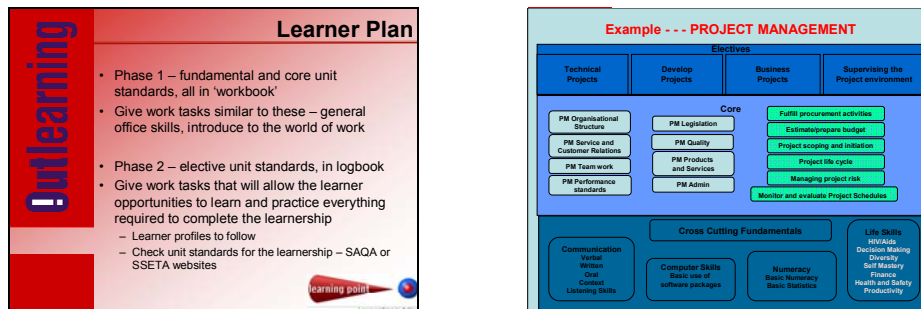 Outlearning
Learner Plan
• Phase 1 – fundamental and core unit
standards, all in ‘workbook’
• Give work tasks similar to these – general
office skills, introduce to the world of work
• Phase 2 – elective unit standards, in logbook
• Give work tasks that will allow the learner
opportunities to learn and practice everything
required to complete the learnership
– Learner profiles to follow
– Check unit standards for the learnership – SAQA or
SSETA websites
learning point
Example - - - PROJECT MANAGEMENT
Electives
Technical
Projects
Develop
Projects
Business
Projects
Supervising the
Project environment
Core
PM Organisational
Structure
PM Service and
Customer Relations
PM Team work
PM Performance
standards
PM Legislation
PM Quality
PM Products
and Services
PM Admin
Fulfill procurement activities
Estimate/prepare budget
Project scoping and initiation
Project life cycle
Managing project risk
Monitor and evaluate Project Schedules
Cross Cutting Fundamentals
Communication
Verbal
Written
Oral
Context
Listening Skills
Computer Skills
Basic use of
software packages
Numeracy
Basic Numeracy
Basic Statistics
Life Skills
HIV/Aids
Decision Making
Diversity
Self Mastery
Finance
Health and Safety
Productivity